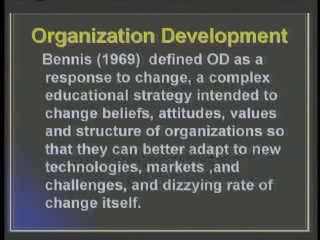 Organization Development
Bennis (1969) defined OD as a
response to change, a complex
educational strategy intended to
change beliefs, attitudes, values
and structure of organizations so
that they can better adapt to new
technologies, markets ,and
challenges, and dizzying rate of
change itself.